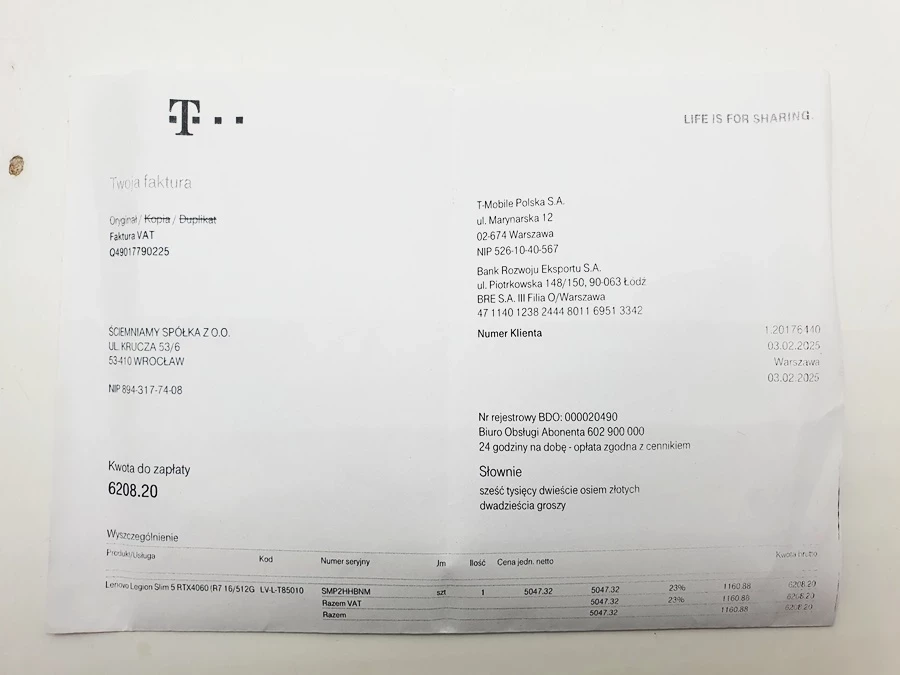 T
LIFE IS FOR SHARING.
Twoja faktura
Oryginał / Kopia / Duplikat
Faktura VAT
Q49017790225
T-Mobile Polska S.A.
ul. Marynarska 12
02-674 Warszawa
NIP 526-10-40-567
Bank Rozwoju Eksportu S.A.
ul. Piotrkowska 148/150, 90-063 Łódź
BRE S.A. III Filia O/Warszawa
47 1140 1238 2444 8011 6951 3342
ŚCIEMNIAMY SPÓŁKA Z O.O.
UL. KRUCZA 53/6
53-410 WROCŁAW
NIP 894-317-74-08
Numer Klienta 1.20176440
03.02.2025
Warszawa
03.02.2025
Nr rejestrowy BDO: 000020490
Biuro Obsługi Abonenta 602 900 000
24 godziny na dobę - opłata zgodna z cennikiem
Kwota do zapłaty
6208.20
Słownie
sześć tysięcy dwieście osiem złotych
dwadzieścia groszy
Wyszczególnienie
Produkt/Usługa Kod Numer seryjny Jm Ilość Cena jedn. netto Kwota brutto
Lenovo Legion Slim 5 RTX4060 (R7 16/512G LV-L-T85010 SMP2HHBNM szt 1 5047.32 5047.32 23% 1160.88 6208.20
Razem VAT 5047.32 23% 1160.88 6208.20
Razem 5047.32 1160.88 6208.20